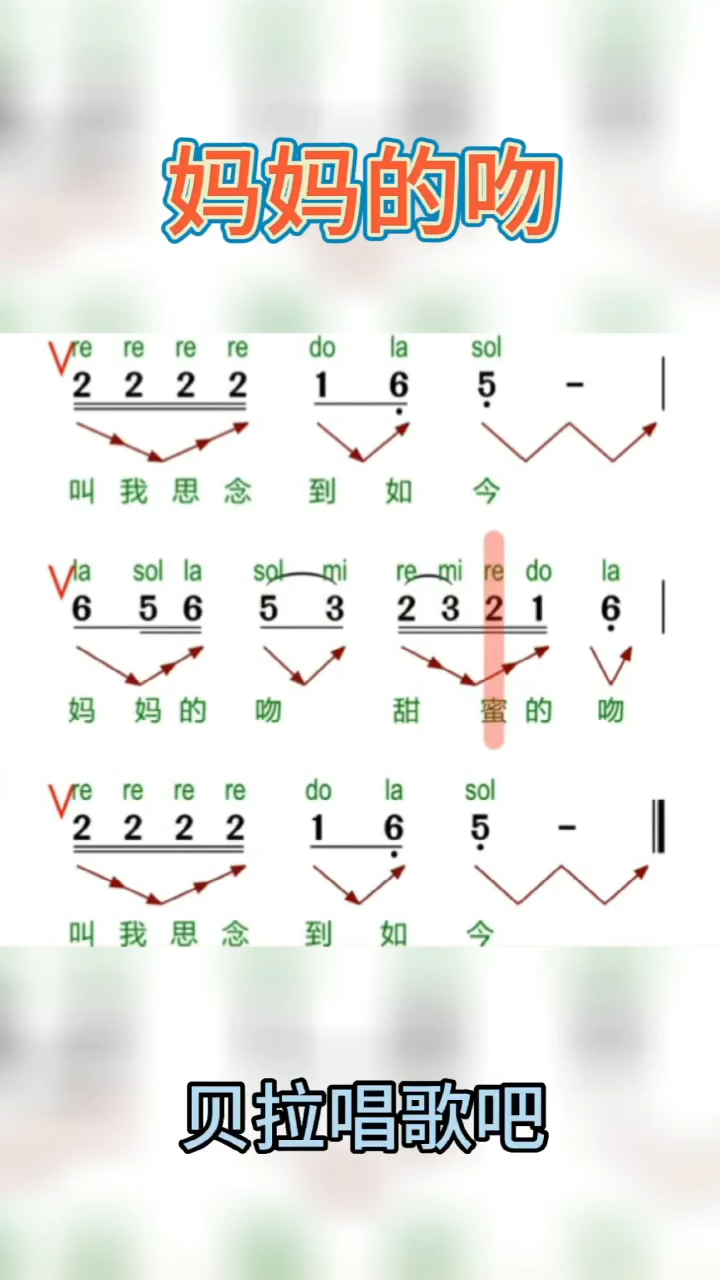 妈妈的吻
re re re re do la sol
2 2 2 2 1 6 5 -
叫 我 思 念 到 如 今
la sol la sol mi re mi re do la
6 5 6 5 3 2 3 2 1 6
妈 妈 的 吻 甜 蜜 的 吻
re re re re do la sol
2 2 2 2 1 6 5 -
叫 我 思 念 到 如 今
贝拉唱歌吧